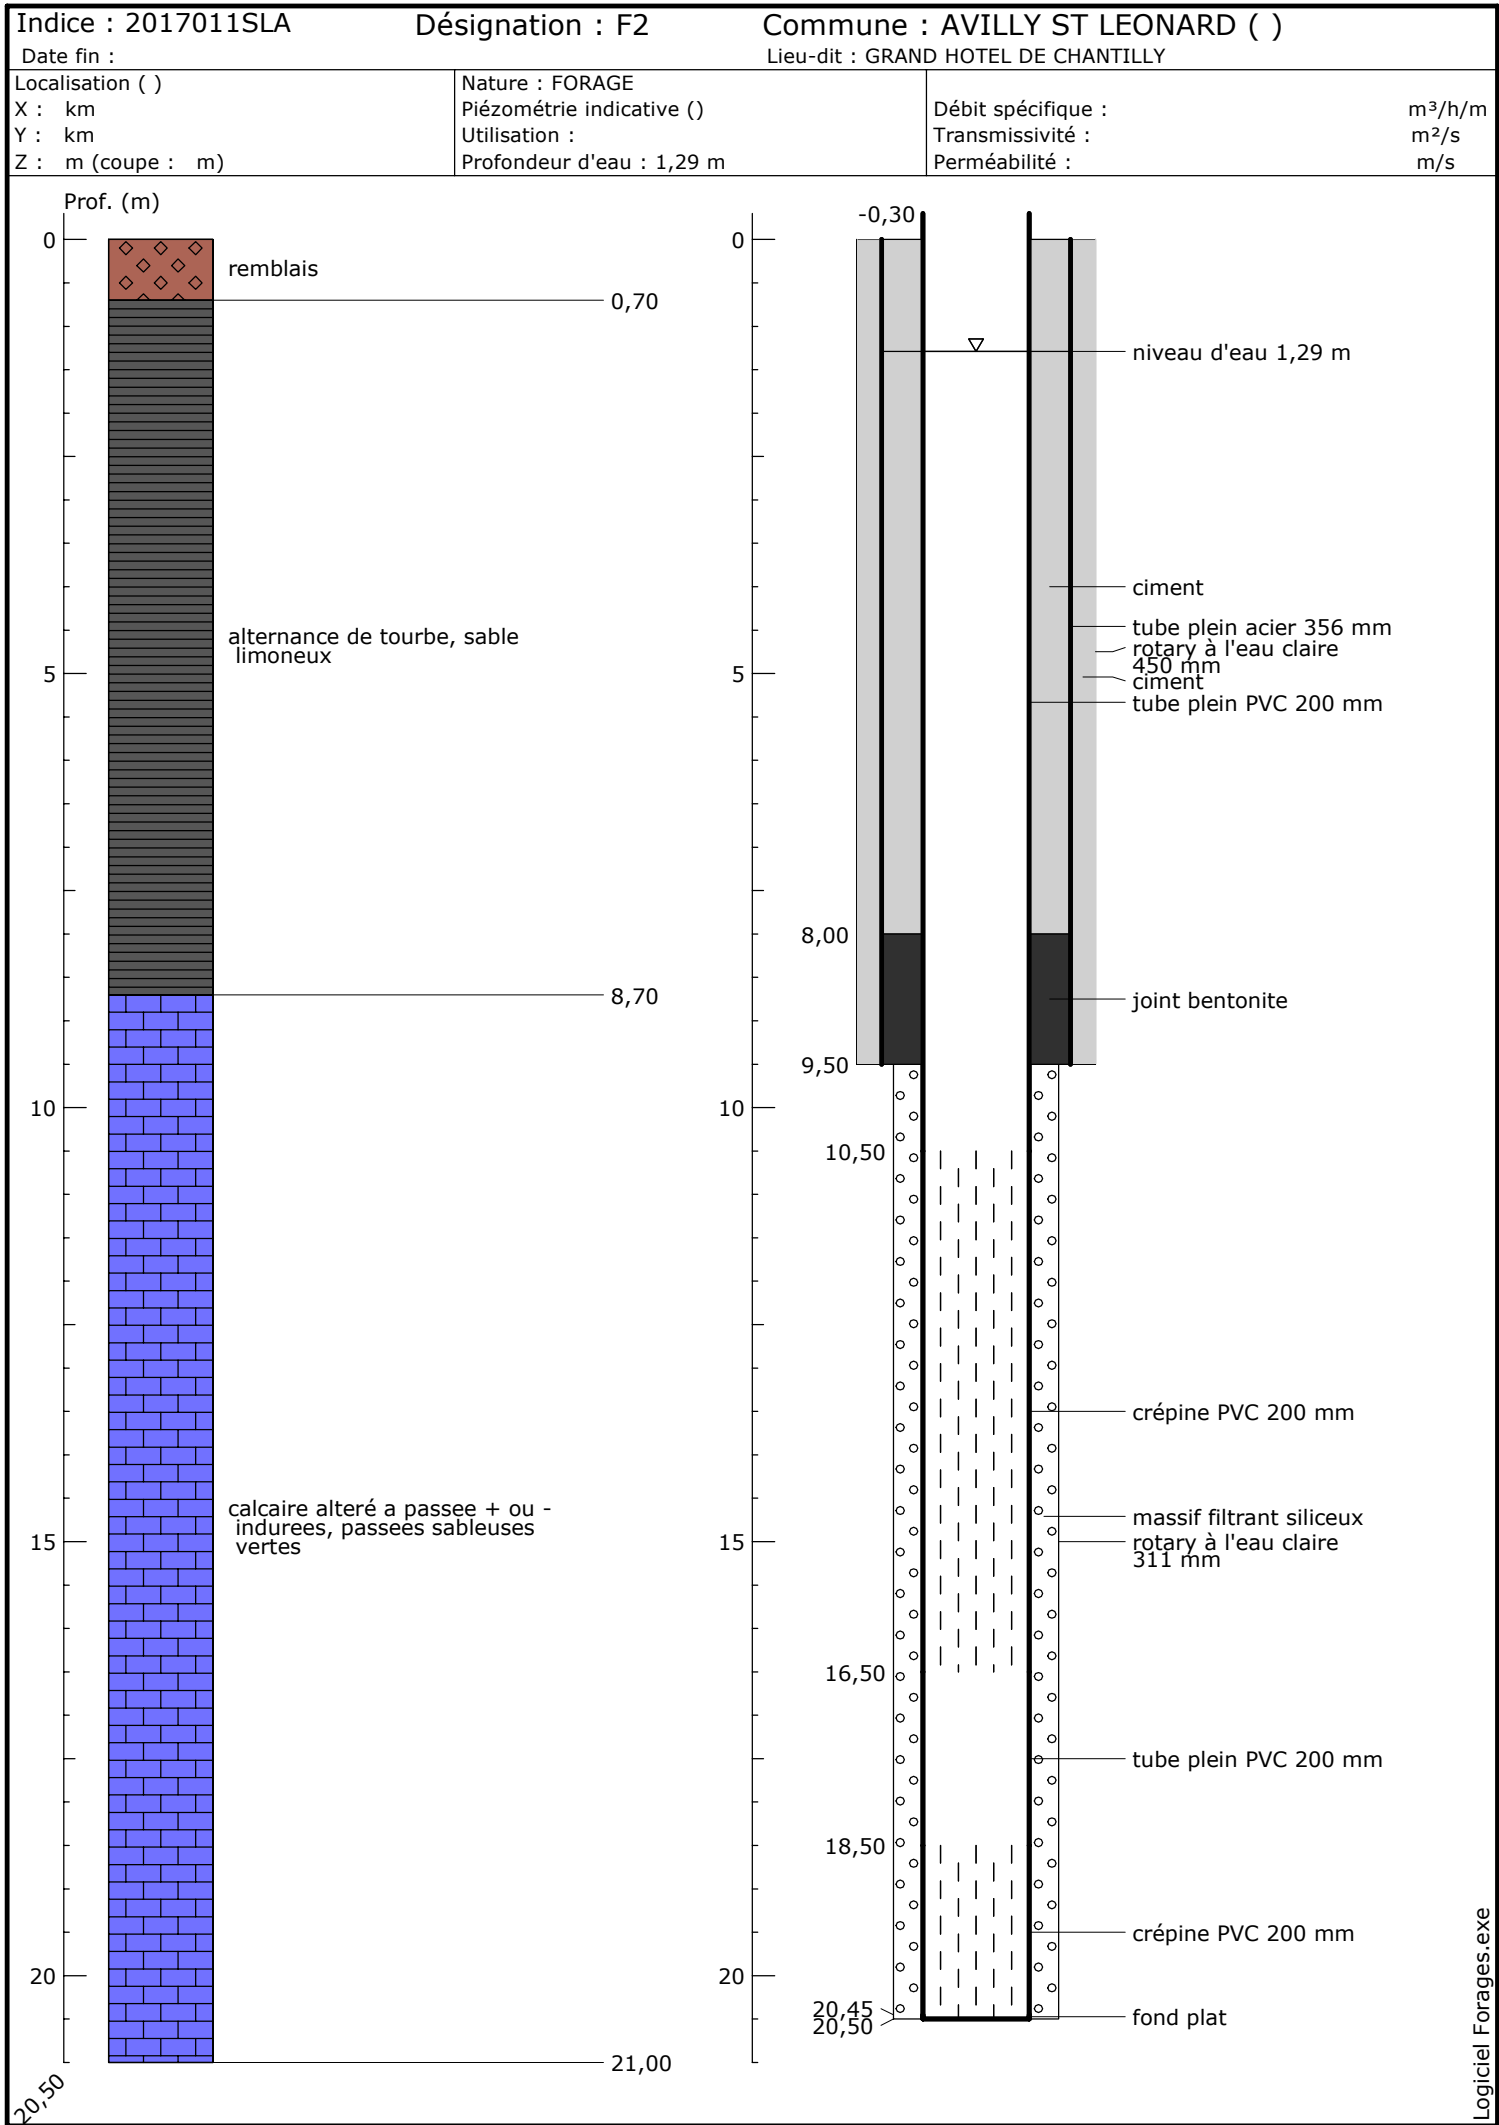 Indice : 2017011SLA Désignation : F2 Commune : AVILLY ST LEONARD ( )
Date fin : Lieu-dit : GRAND HOTEL DE CHANTILLY
Localisation ( )
X : km
Y : km
Z : m (coupe : m)
Nature : FORAGE
Piézométrie indicative ()
Utilisation :
Profondeur d'eau : 1,29 m
Débit spécifique : m³/h/m
Transmissivité : m²/s
Perméabilité : m/s
Prof. (m)
0
5
10
15
20
20,50
remblais
0,70
alternance de tourbe, sable
limoneux
8,70
calcaire alteré a passee + ou -
indurees, passées sableuses
vertes
21,00
0
5
10
15
20
-0,30
8,00
9,50
10,50
16,50
18,50
20,45
20,50
niveau d'eau 1,29 m
ciment
tube plein acier 356 mm
rotary à l'eau claire
450 mm
ciment
tube plein PVC 200 mm
joint bentonite
crépine PVC 200 mm
massif filtrant siliceux
rotary à l'eau claire
311 mm
tube plein PVC 200 mm
crépine PVC 200 mm
fond plat
Logiciel Forages.exe